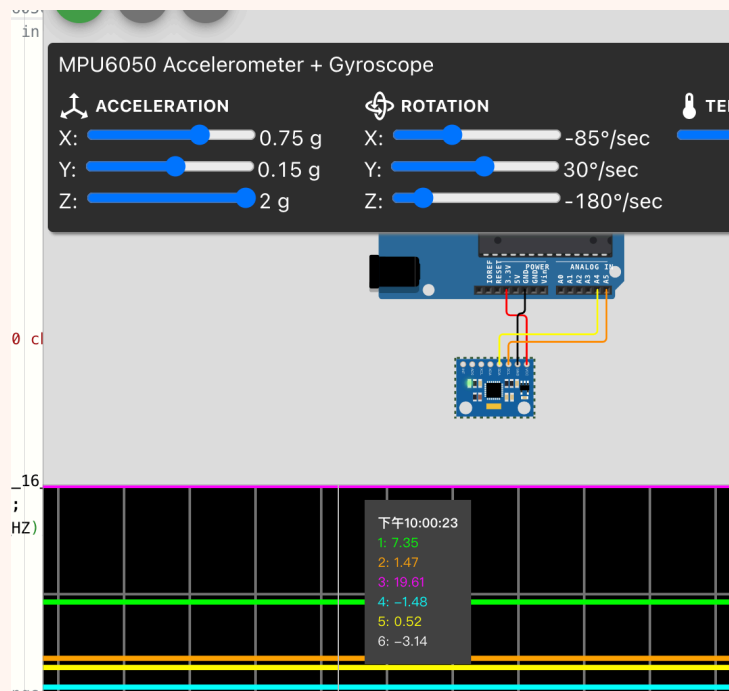 in
MPU6050 Accelerometer + Gyroscope
ACCELERATION
X: 0.75 g
Y: 0.15 g
Z: 2 g
ROTATION
X: -85°/sec
Y: 30°/sec
Z: -180°/sec
TE
IOREF
RESET
3.3V
5V
GND
GND
Vin
POWER
ANALOG IN
A0
A1
A2
A3
A4
A5
0 cl
_16
;
HZ)
下午10:00:23
1: 7.35
2: 1.47
3: 19.61
4: −1.48
5: 0.52
6: −3.14